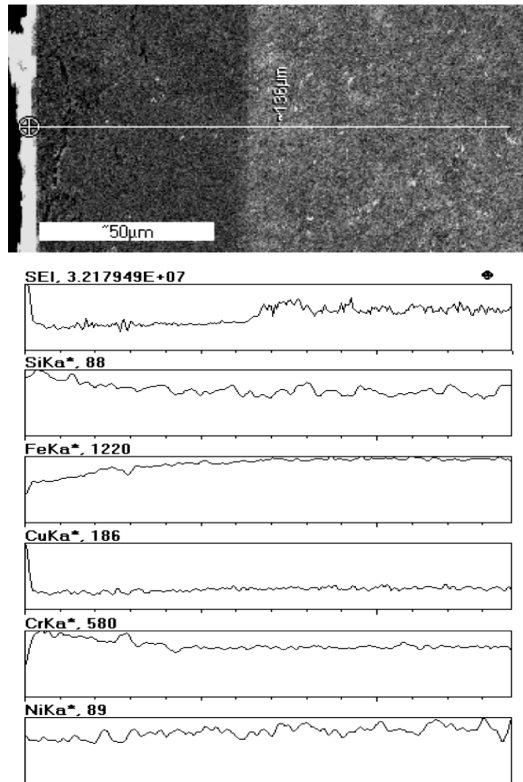 ~136µm
~50µm
SEI, 3.217949E+07
SiKa*, 88
FeKa*, 1220
CuKa*, 186
CrKa*, 580
NiKa*, 89